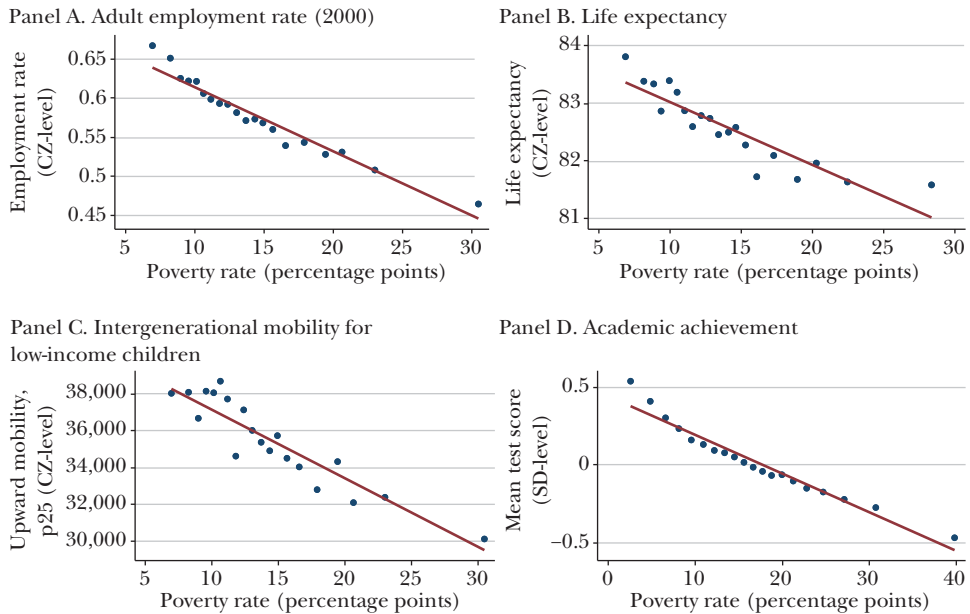 Panel A. Adult employment rate (2000)
Employment rate
(CZ-level)
0.65
0.6
0.55
0.5
0.45
5 10 15 20 25 30
Poverty rate (percentage points)
Panel B. Life expectancy
Life expectancy
(CZ-level)
84
83
82
81
5 10 15 20 25 30
Poverty rate (percentage points)
Panel C. Intergenerational mobility for
low-income children
Upward mobility,
p25 (CZ-level)
38,000
36,000
34,000
32,000
30,000
5 10 15 20 25 30
Poverty rate (percentage points)
Panel D. Academic achievement
Mean test score
(SD-level)
0.5
0
−0.5
0 10 20 30 40
Poverty rate (percentage points)